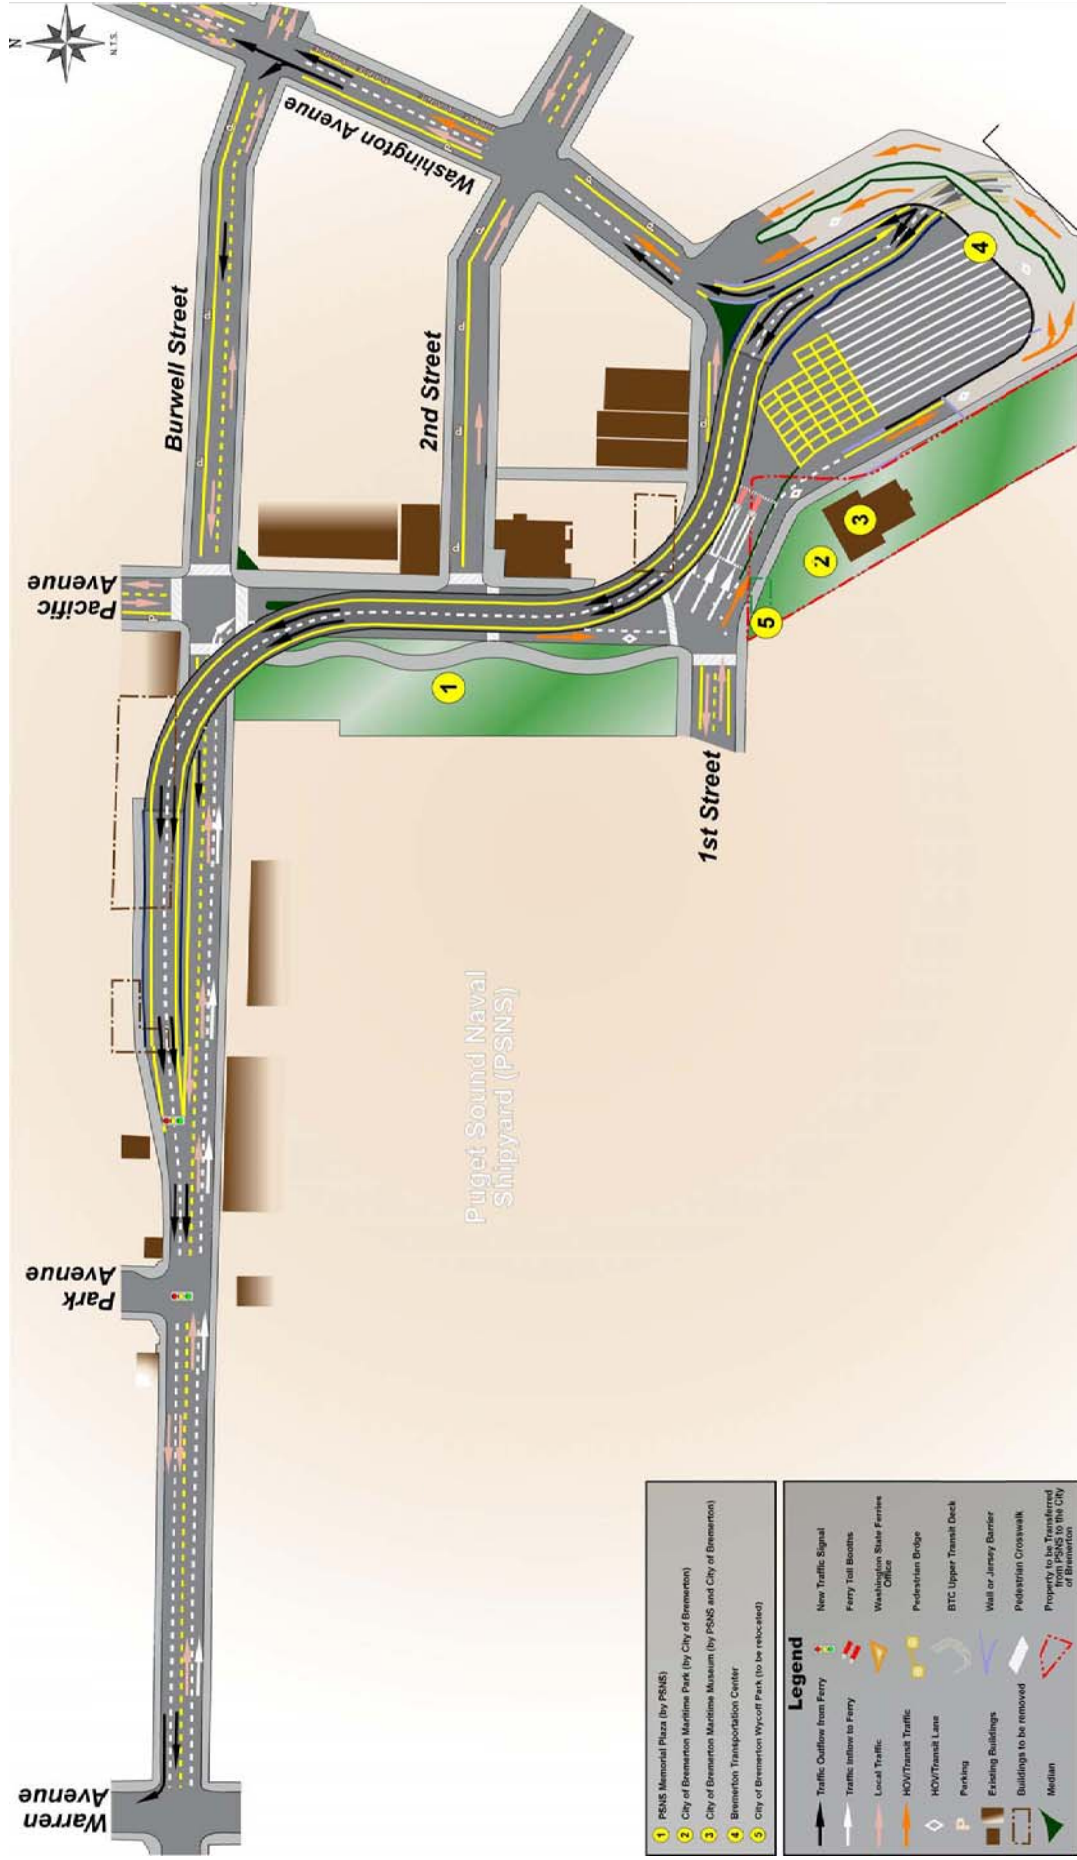 N
N.T.S.
Washington Avenue
Burwell Street
2nd Street
Pacific
Avenue
1st Street
Park
Avenue
Warren
Avenue
Puget Sound Naval
Shipyard (PSNS)
P
P
P
P
P
P
P
P
P
P
P
1
2
3
4
5
1 PSNS Memorial Plaza (by PSNS)
2 City of Bremerton Maritime Park (by City of Bremerton)
3 City of Bremerton Maritime Museum (by PSNS and City of Bremerton)
4 Bremerton Transportation Center
5 City of Bremerton Wycoff Park (to be relocated)
Legend
Traffic Outflow from Ferry
Traffic Inflow to Ferry
Local Traffic
HOV/Transit Traffic
HOV/Transit Lane
P Parking
Existing Buildings
Buildings to be removed
Median
New Traffic Signal
Ferry Toll Booths
Washington State Ferries
Office
Pedestrian Brdge
BTC Upper Transit Deck
Wall or Jersey Barrier
Pedestrian Crosswalk
Property to be Transferred
from PSNS to the City
of Bremerton